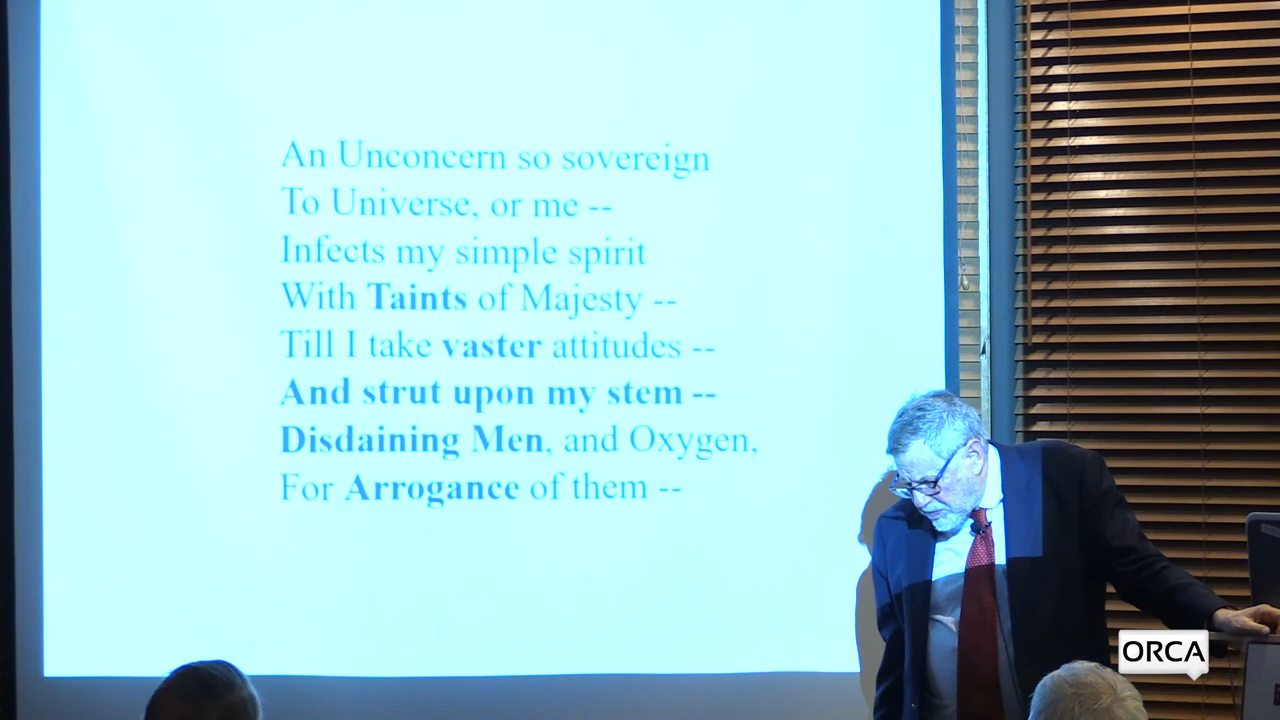 An Unconcern so sovereign
To Universe, or me --
Infects my simple spirit
With Taints of Majesty --
Till I take vaster attitudes --
And strut upon my stem --
Disdaining Men, and Oxygen,
For Arrogance of them --
ORCA